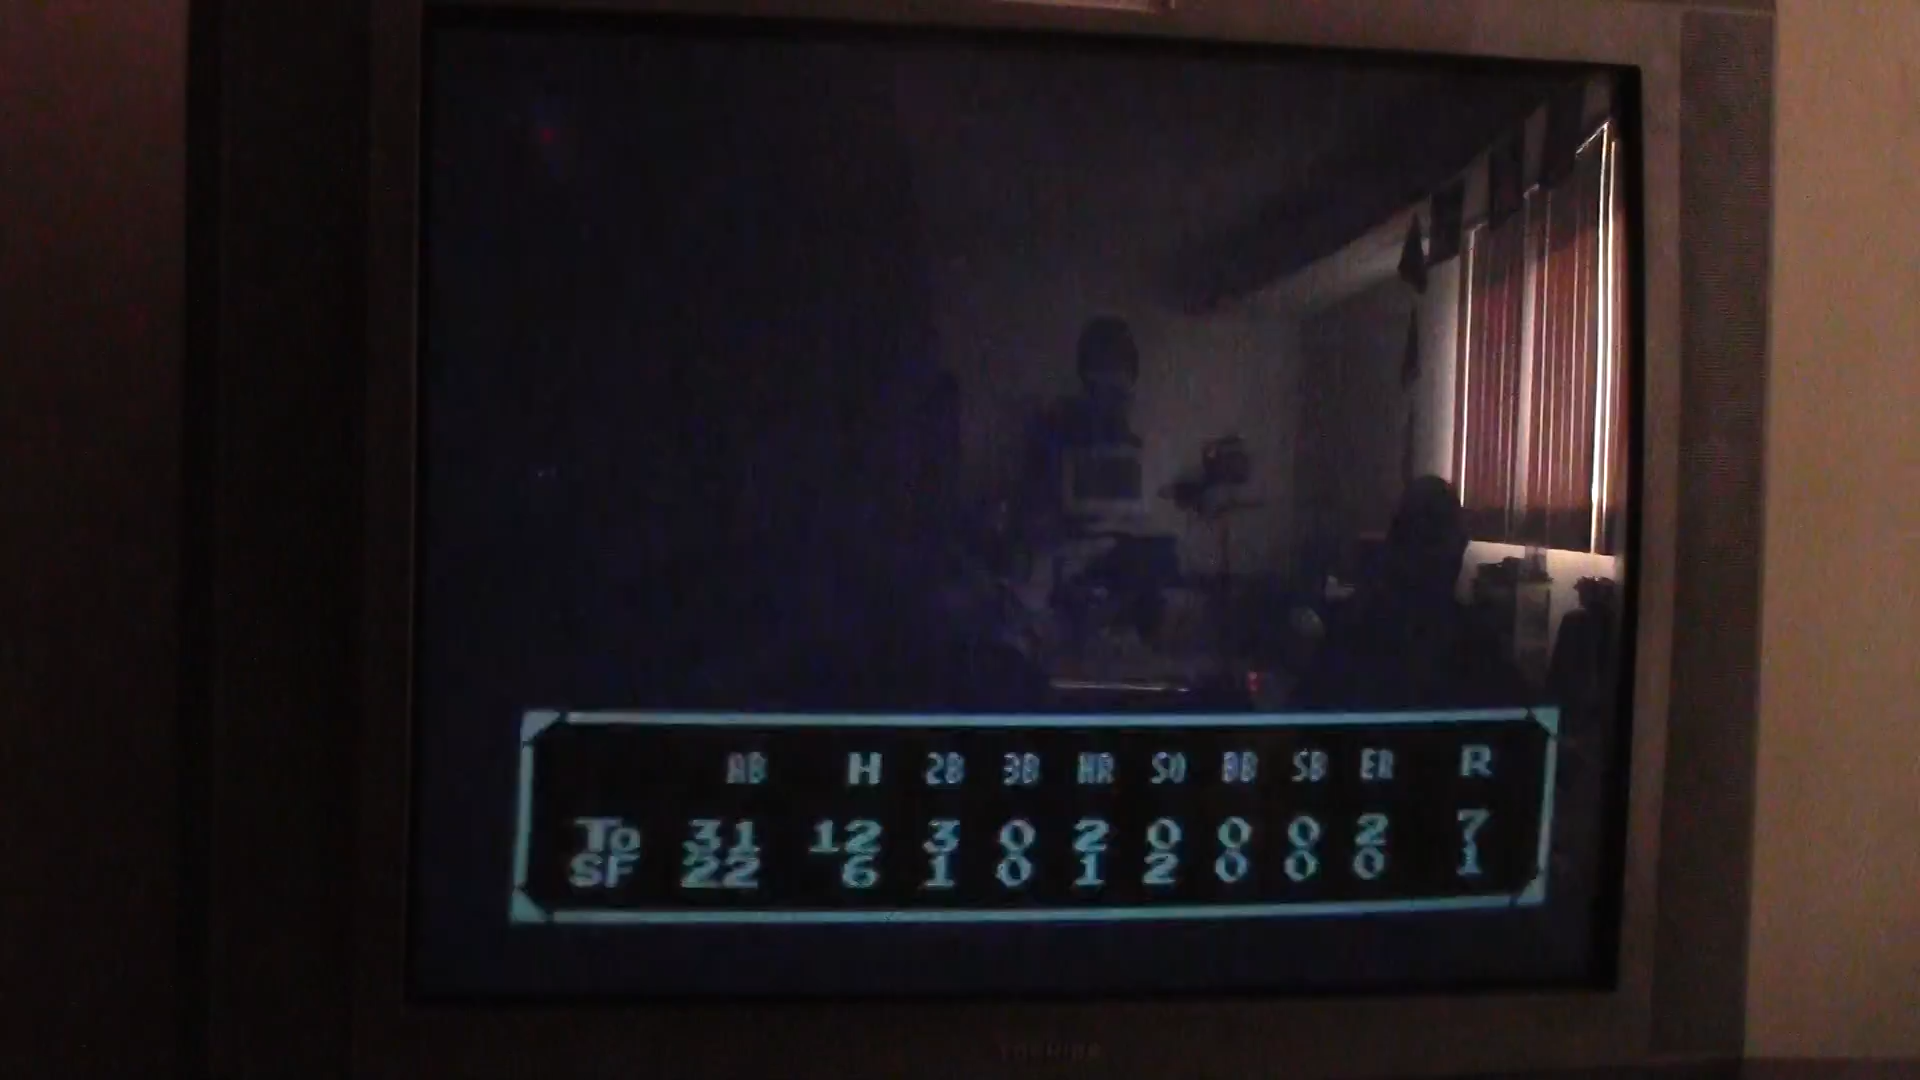 AB H 2B 3B HR SO BB SB ER R
To 31 12 3 0 2 0 0 0 2 7
SF 22 6 1 0 1 2 0 0 0 1
TOSHIBA